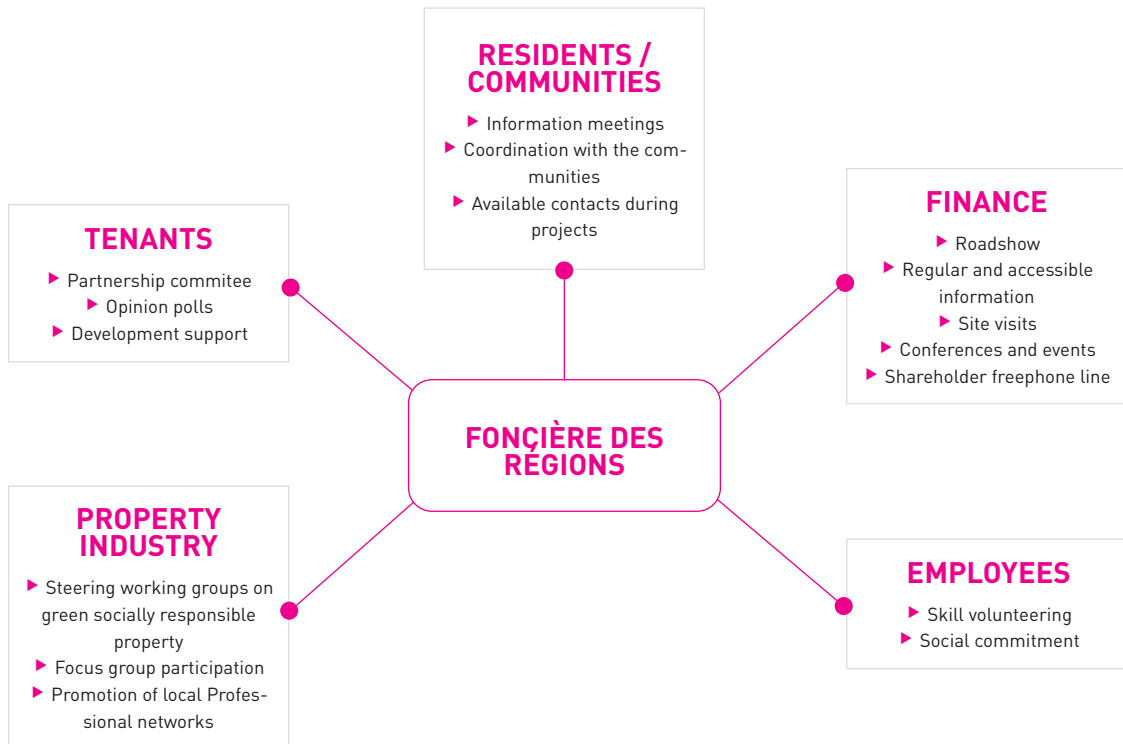 RESIDENTS /
COMMUNITIES
▶ Information meetings
▶ Coordination with the com-
munities
▶ Available contacts during
projects
TENANTS
▶ Partnership commitee
▶ Opinion polls
▶ Development support
FINANCE
▶ Roadshow
▶ Regular and accessible
information
▶ Site visits
▶ Conferences and events
▶ Shareholder freephone line
FONÇIÈRE DES
RÉGIONS
PROPERTY
INDUSTRY
▶ Steering working groups on
green socially responsible
property
▶ Focus group participation
▶ Promotion of local Profes-
sional networks
EMPLOYEES
▶ Skill volunteering
▶ Social commitment